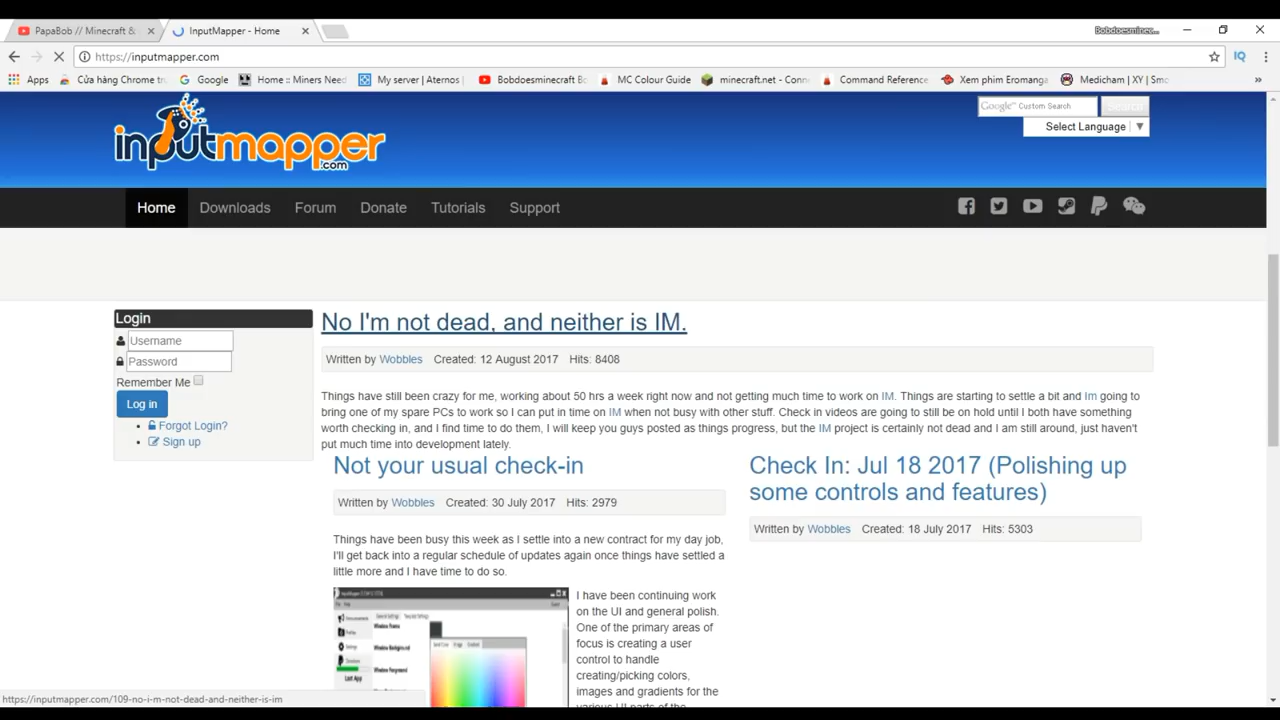 PapaBob // Minecraft &
InputMapper - Home
Bobdoesminec...
https://inputmapper.com
Apps
Cửa hàng Chrome trự
Google
Home :: Miners Need
My server | Aternos |
Bobdoesminecraft Bo
MC Colour Guide
minecraft.net - Conn
Command Reference
Xem phim Eromanga
Medicham | XY | Smo
inputmapper
.com
Google™ Custom Search
Search
Select Language
Home
Downloads
Forum
Donate
Tutorials
Support
Login
Username
Password
Remember Me
Log in
Forgot Login?
Sign up
No I'm not dead, and neither is IM.
Written by Wobbles Created: 12 August 2017 Hits: 8408
Things have still been crazy for me, working about 50 hrs a week right now and not getting much time to work on IM. Things are starting to settle a bit and Im going to
bring one of my spare PCs to work so I can put in time on IM when not busy with other stuff. Check in videos are going to still be on hold until I both have something
worth checking in, and I find time to do them, I will keep you guys posted as things progress, but the IM project is certainly not dead and I am still around, just haven't
put much time into development lately.
Not your usual check-in
Written by Wobbles Created: 30 July 2017 Hits: 2979
Things have been busy this week as I settle into a new contract for my day job,
I'll get back into a regular schedule of updates again once things have settled a
little more and I have time to do so.
I have been continuing work
on the UI and general polish.
One of the primary areas of
focus is creating a user
control to handle
creating/picking colors,
images and gradients for the
various UI parts of the
Check In: Jul 18 2017 (Polishing up
some controls and features)
Written by Wobbles Created: 18 July 2017 Hits: 5303
https://inputmapper.com/109-no-i-m-not-dead-and-neither-is-im